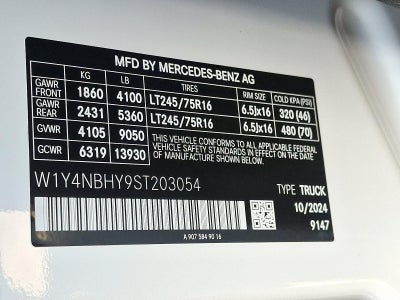 MFD BY MERCEDES-BENZ AG
KG LB TIRES RIM SIZE COLD KPA (PSI)
GAWR FRONT 1860 4100 LT245/75R16 6.5Jx16 320 (46)
GAWR REAR 2431 5360 LT245/75R16 6.5Jx16 480 (70)
GVWR 4105 9050
GCWR 6319 13930
THIS VEHICLE CONFORMS TO ALL
APPLICABLE FEDERAL MOTOR
VEHICLE SAFETY STANDARDS IN EFFECT
ON THE DATE OF MANUFACTURE
SHOWN ABOVE.
W1Y4NBHY9ST203054
TYPE TRUCK
10/2024
9147
A 907 584 90 16